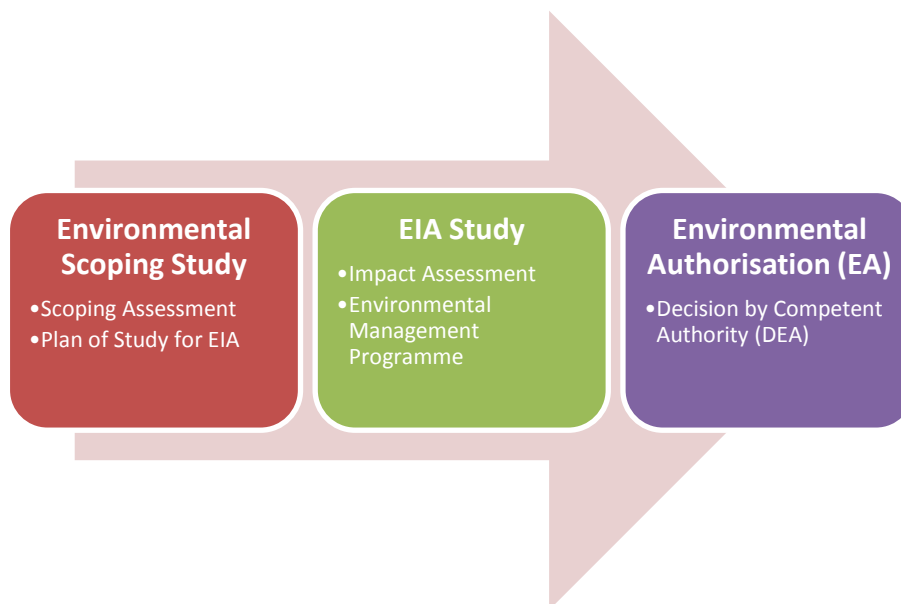 Environmental
Scoping Study
•Scoping Assessment
•Plan of Study for EIA
EIA Study
•Impact Assessment
•Environmental
Management
Programme
Environmental
Authorisation (EA)
•Decision by Competent
Authority (DEA)